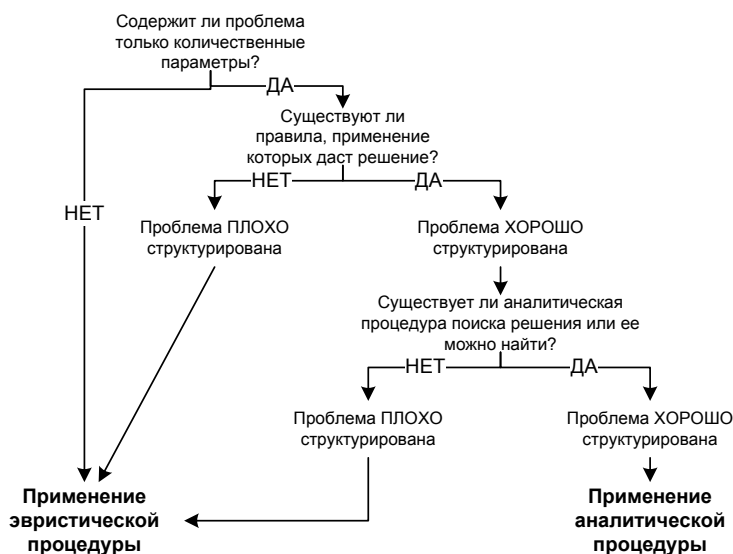 Содержит ли проблема
только количественные
параметры?
ДА
Существуют ли
правила, применение
которых даст решение?
НЕТ
ДА
НЕТ
Проблема ПЛОХО
структурирована
Проблема ХОРОШО
структурирована
Существует ли аналитическая
процедура поиска решения или ее
можно найти?
НЕТ
ДА
Проблема ПЛОХО
структурирована
Проблема ХОРОШО
структурирована
Применение
эвристической
процедуры
Применение
аналитической
процедуры